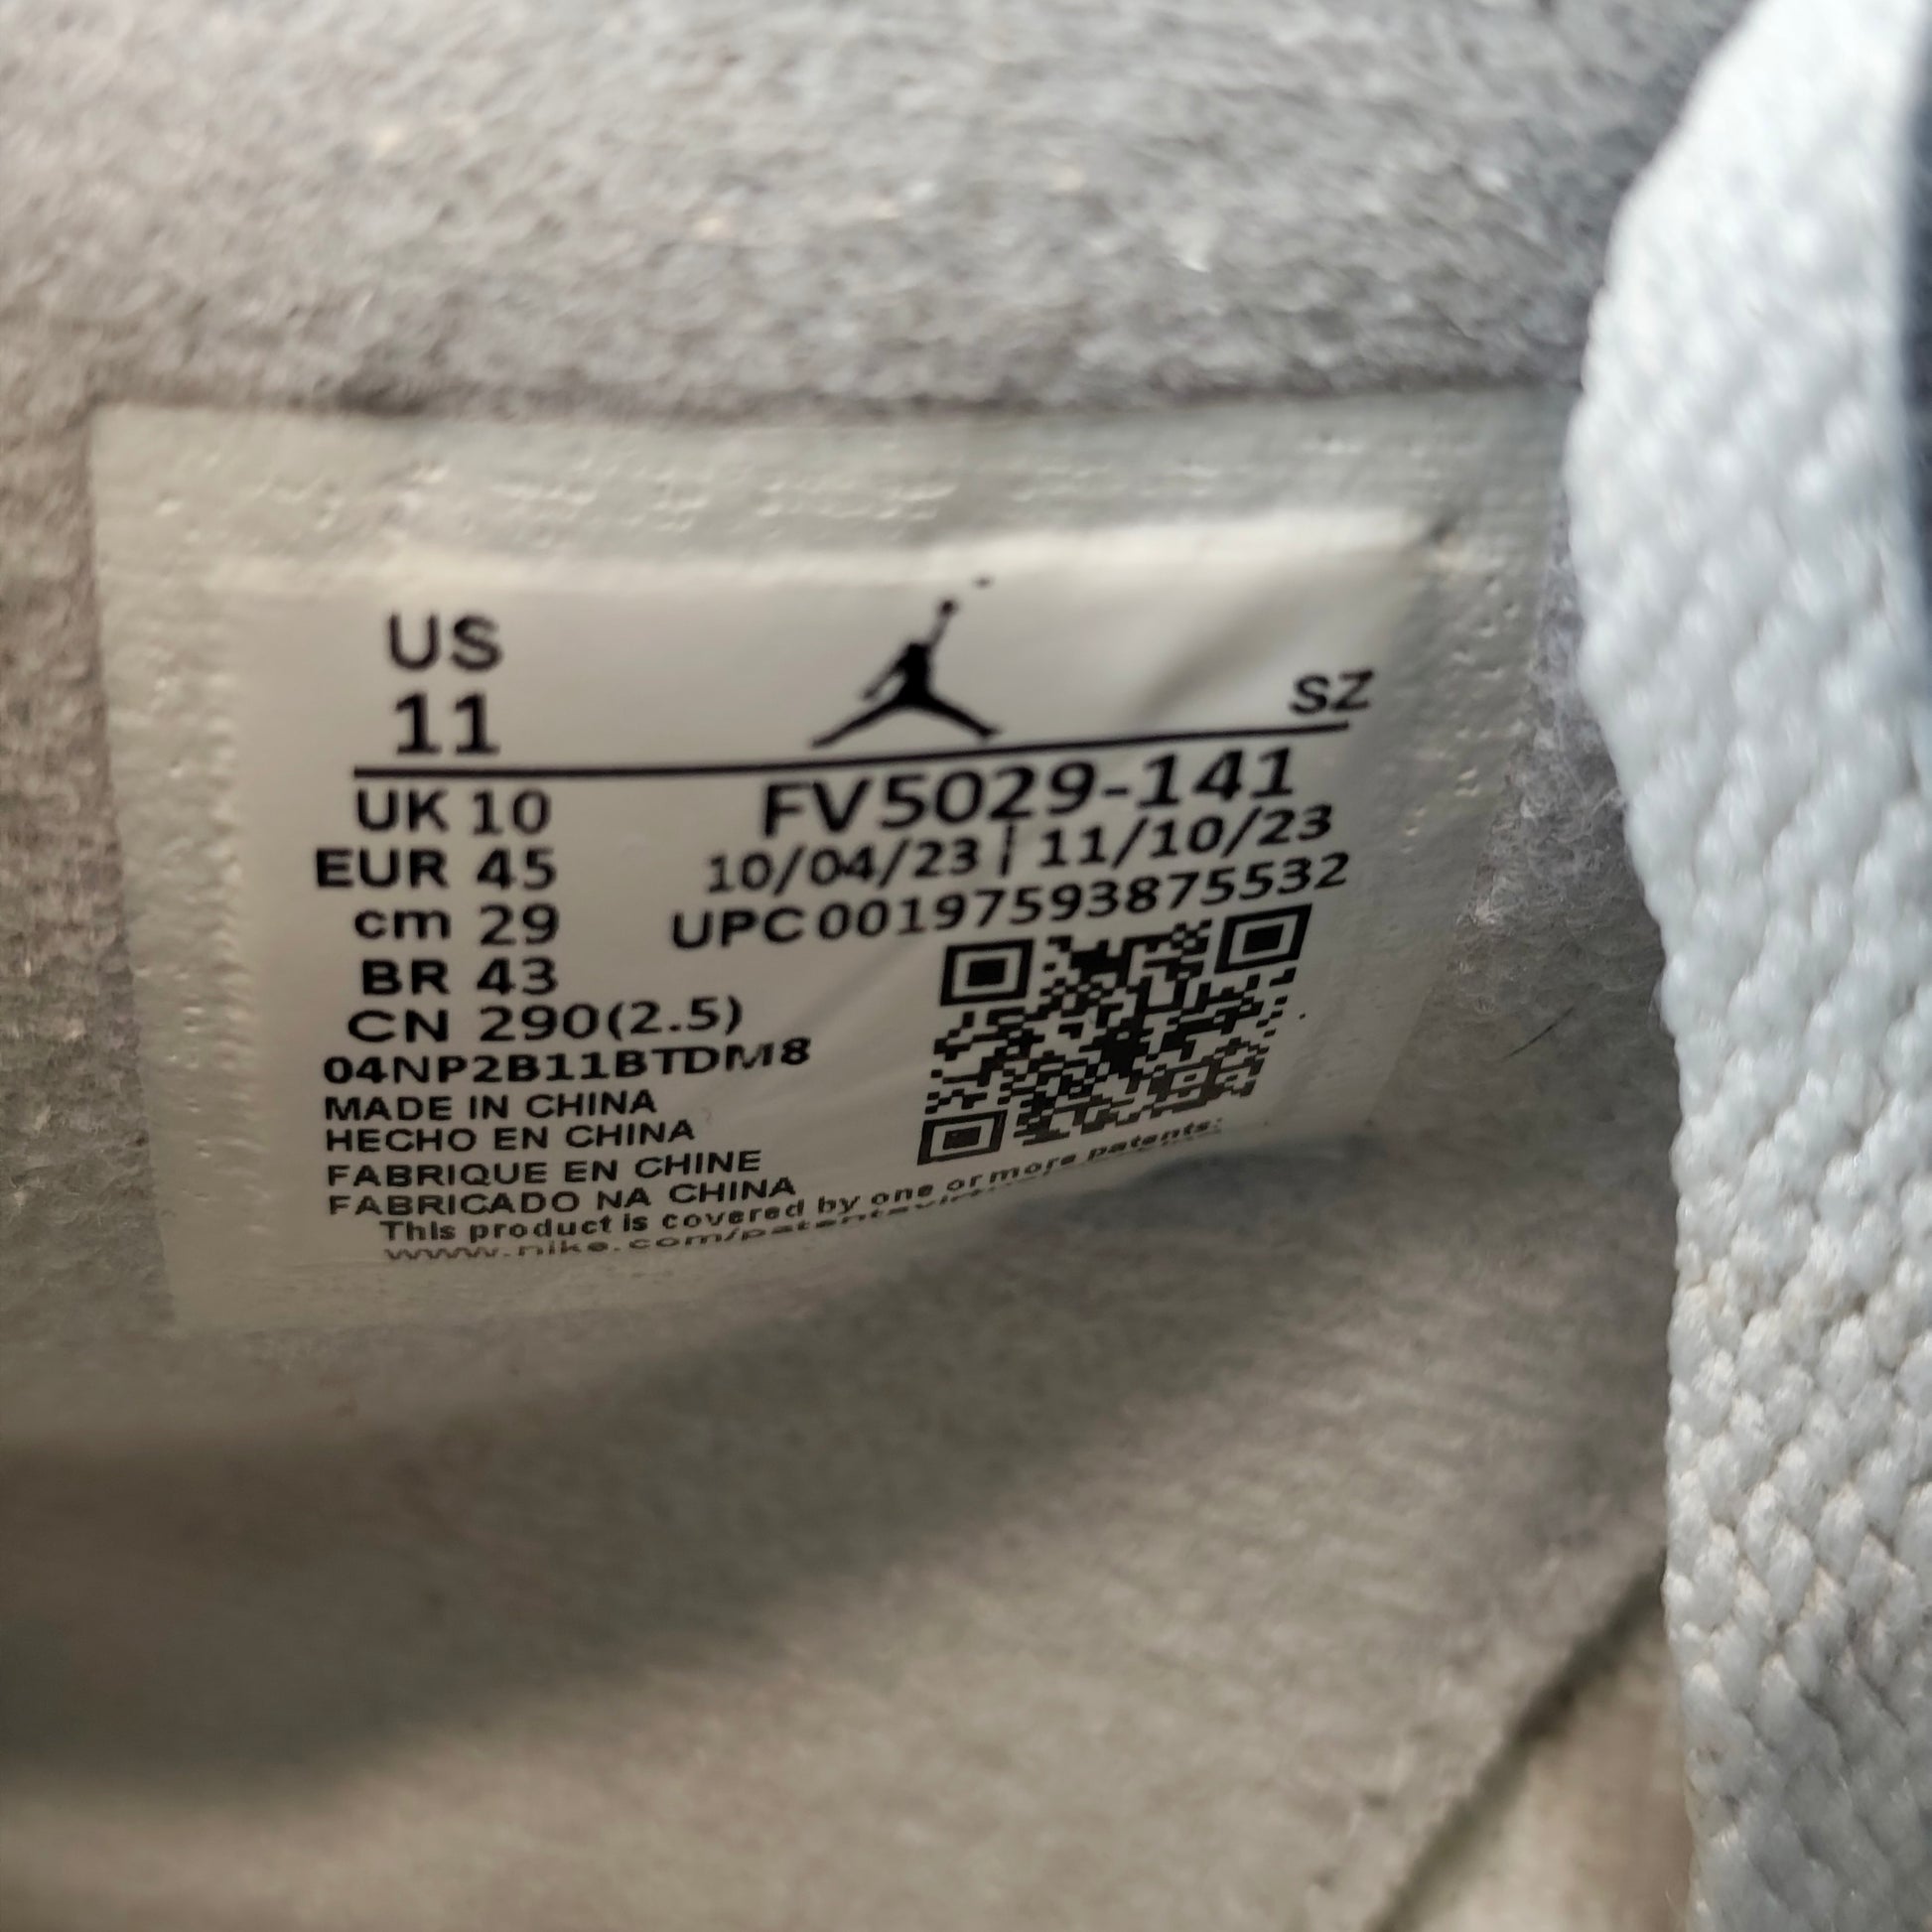 US
11
SZ
UK 10
FV5029-141
EUR 45
10/04/23 | 11/10/23
cm 29
UPC 00197593875532
BR 43
CN 290(2.5)
04NP2B11BTDM8
MADE IN CHINA
HECHO EN CHINA
FABRIQUE EN CHINE
FABRICADO NA CHINA
This product is covered by one or more patents: